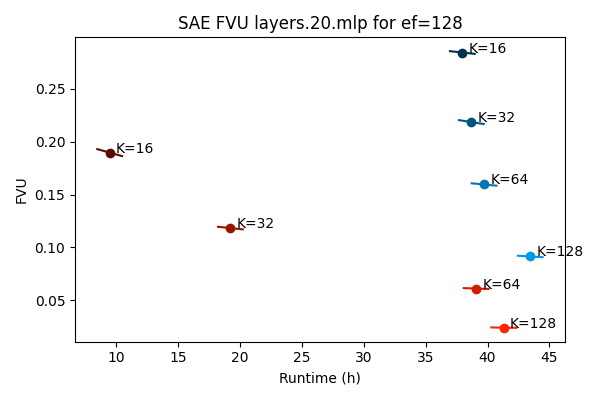 SAE FVU layers.20.mlp for ef=128
K=16
0.25
K=32
0.20
K=16
K=64
0.15
FVU
K=32
0.10
K=128
K=64
0.05
K=128
10 15 20 25 30 35 40 45
Runtime (h)